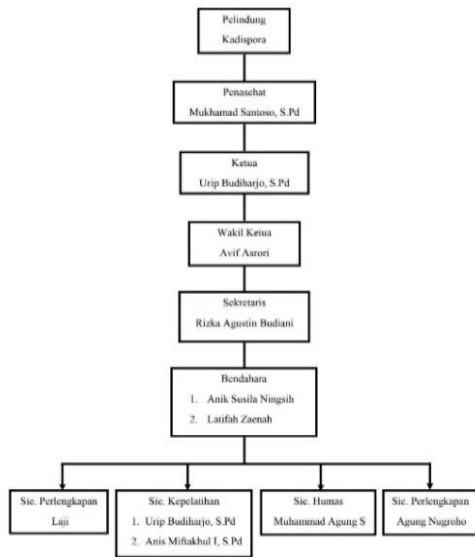 Pelindung
Kadispora
Penasehat
Mukhamad Santoso, S.Pd
Ketua
Urip Budiharjo, S.Pd
Wakil Ketua
Avif Asrori
Sekretaris
Rizka Agustin Budiani
Bendahara
1. Anik Susila Ningsih
2. Latifah Zaenah
Sie. Perlengkapan
Laji
Sie. Kepelatihan
1. Urip Budiharjo, S.Pd
2. Anis Miftakhul I, S.Pd
Sie. Humas
Muhammad Agung S
Sie. Perlengkapan
Agung Nugroho